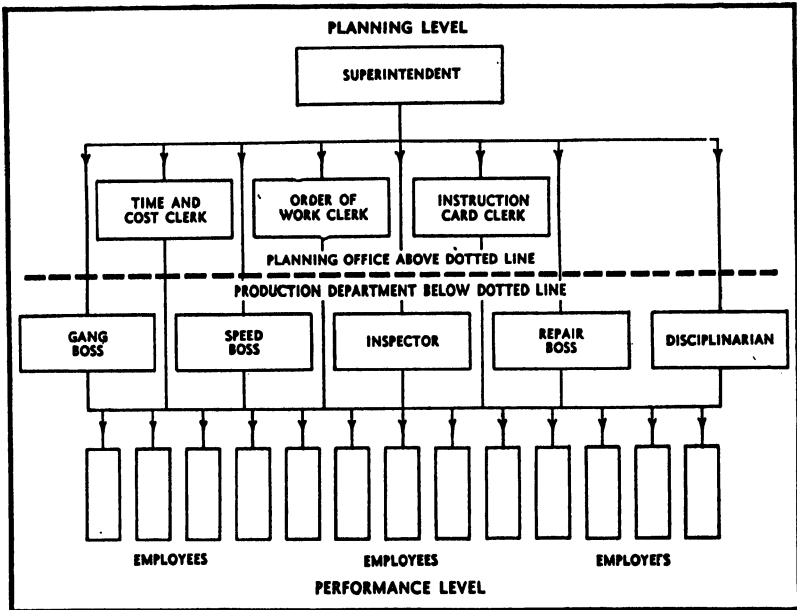 PLANNING LEVEL
SUPERINTENDENT
TIME AND
COST CLERK
ORDER OF
WORK CLERK
INSTRUCTION
CARD CLERK
PLANNING OFFICE ABOVE DOTTED LINE
PRODUCTION DEPARTMENT BELOW DOTTED LINE
GANG
BOSS
SPEED
BOSS
INSPECTOR
REPAIR
BOSS
DISCIPLINARIAN
EMPLOYEES
EMPLOYEES
EMPLOYEES
PERFORMANCE LEVEL